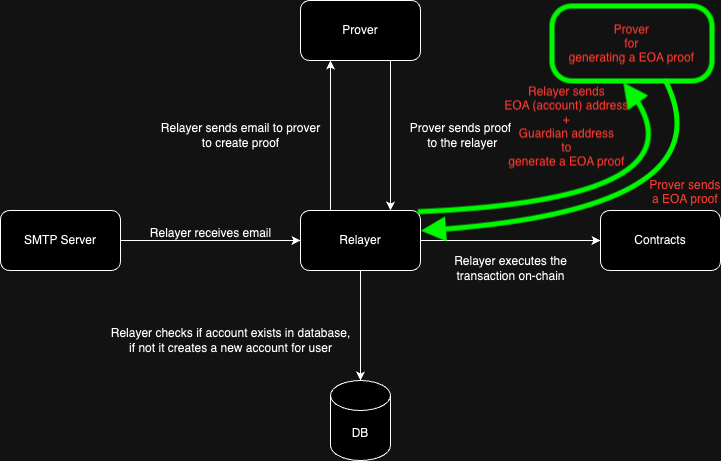 Prover
Prover
for
generating a EOA proof
Relayer sends email to prover
to create proof
Prover sends proof
to the relayer
Relayer sends
EOA (account) address
+
Guardian address
to
generate a EOA proof
Prover sends
a EOA proof
SMTP Server
Relayer receives email
Relayer
Contracts
Relayer executes the
transaction on-chain
Relayer checks if account exists in database,
if not it creates a new account for user
DB